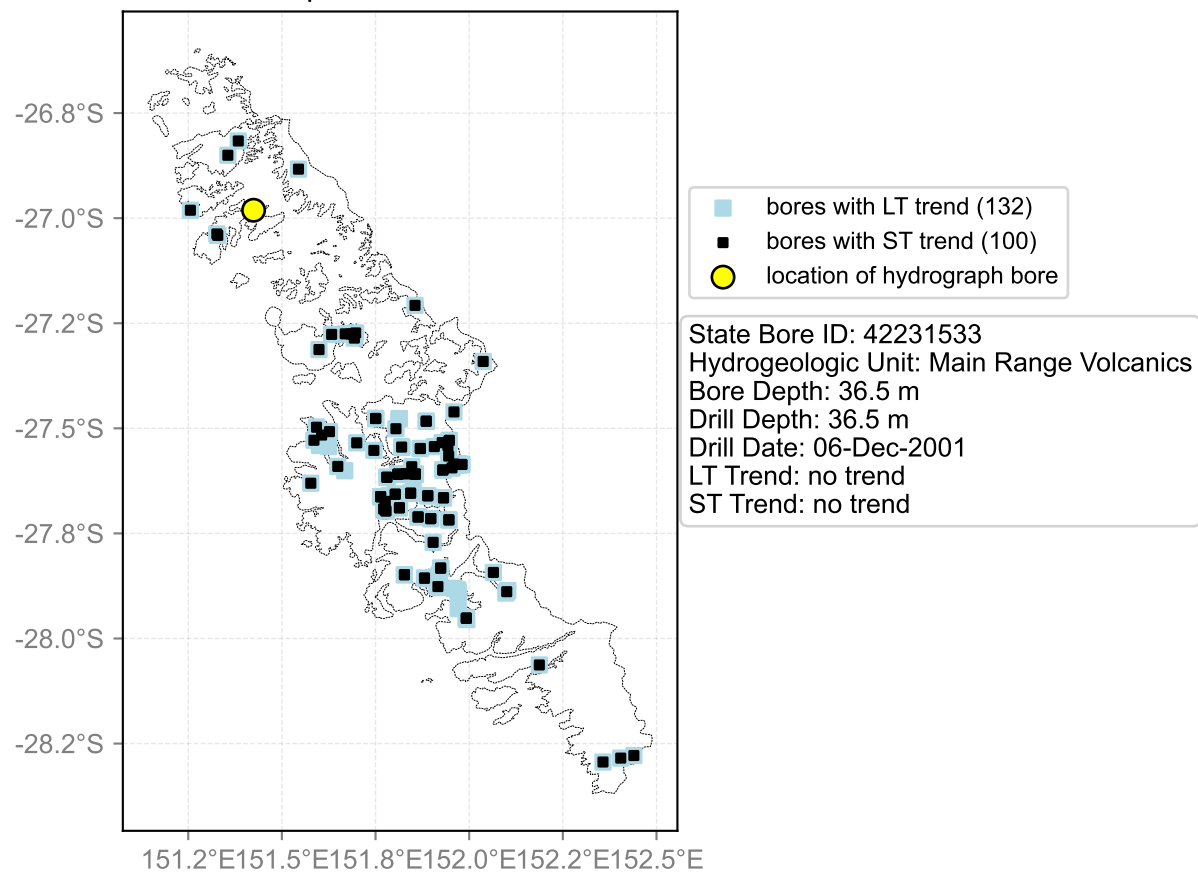 -26.8°S
-27.0°S
-27.2°S
-27.5°S
-27.8°S
-28.0°S
-28.2°S
151.2°E151.5°E151.8°E152.0°E152.2°E152.5°E
bores with LT trend (132)
bores with ST trend (100)
location of hydrograph bore
State Bore ID: 42231533
Hydrogeologic Unit: Main Range Volcanics
Bore Depth: 36.5 m
Drill Depth: 36.5 m
Drill Date: 06-Dec-2001
LT Trend: no trend
ST Trend: no trend